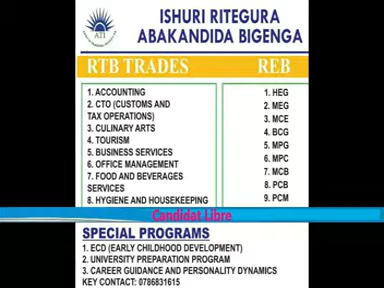 ISHURI RITEGURA
ABAKANDIDA BIGENGA
ATI
RTB TRADES
REB
1. ACCOUNTING
2. CTO (CUSTOMS AND
TAX OPERATIONS)
3. CULINARY ARTS
4. TOURISM
5. BUSINESS SERVICES
6. OFFICE MANAGEMENT
7. FOOD AND BEVERAGES
SERVICES
8. HYGIENE AND HOUSEKEEPING
1. HEG
2. MEG
3. MCE
4. BCG
5. MPG
6. MPC
7. MCB
8. PCB
9. PCM
Candidat Libre
SPECIAL PROGRAMS
1. ECD (EARLY CHILDHOOD DEVELOPMENT)
2. UNIVERSITY PREPARATION PROGRAM
3. CAREER GUIDANCE AND PERSONALITY DYNAMICS
KEY CONTACT: 0786831615